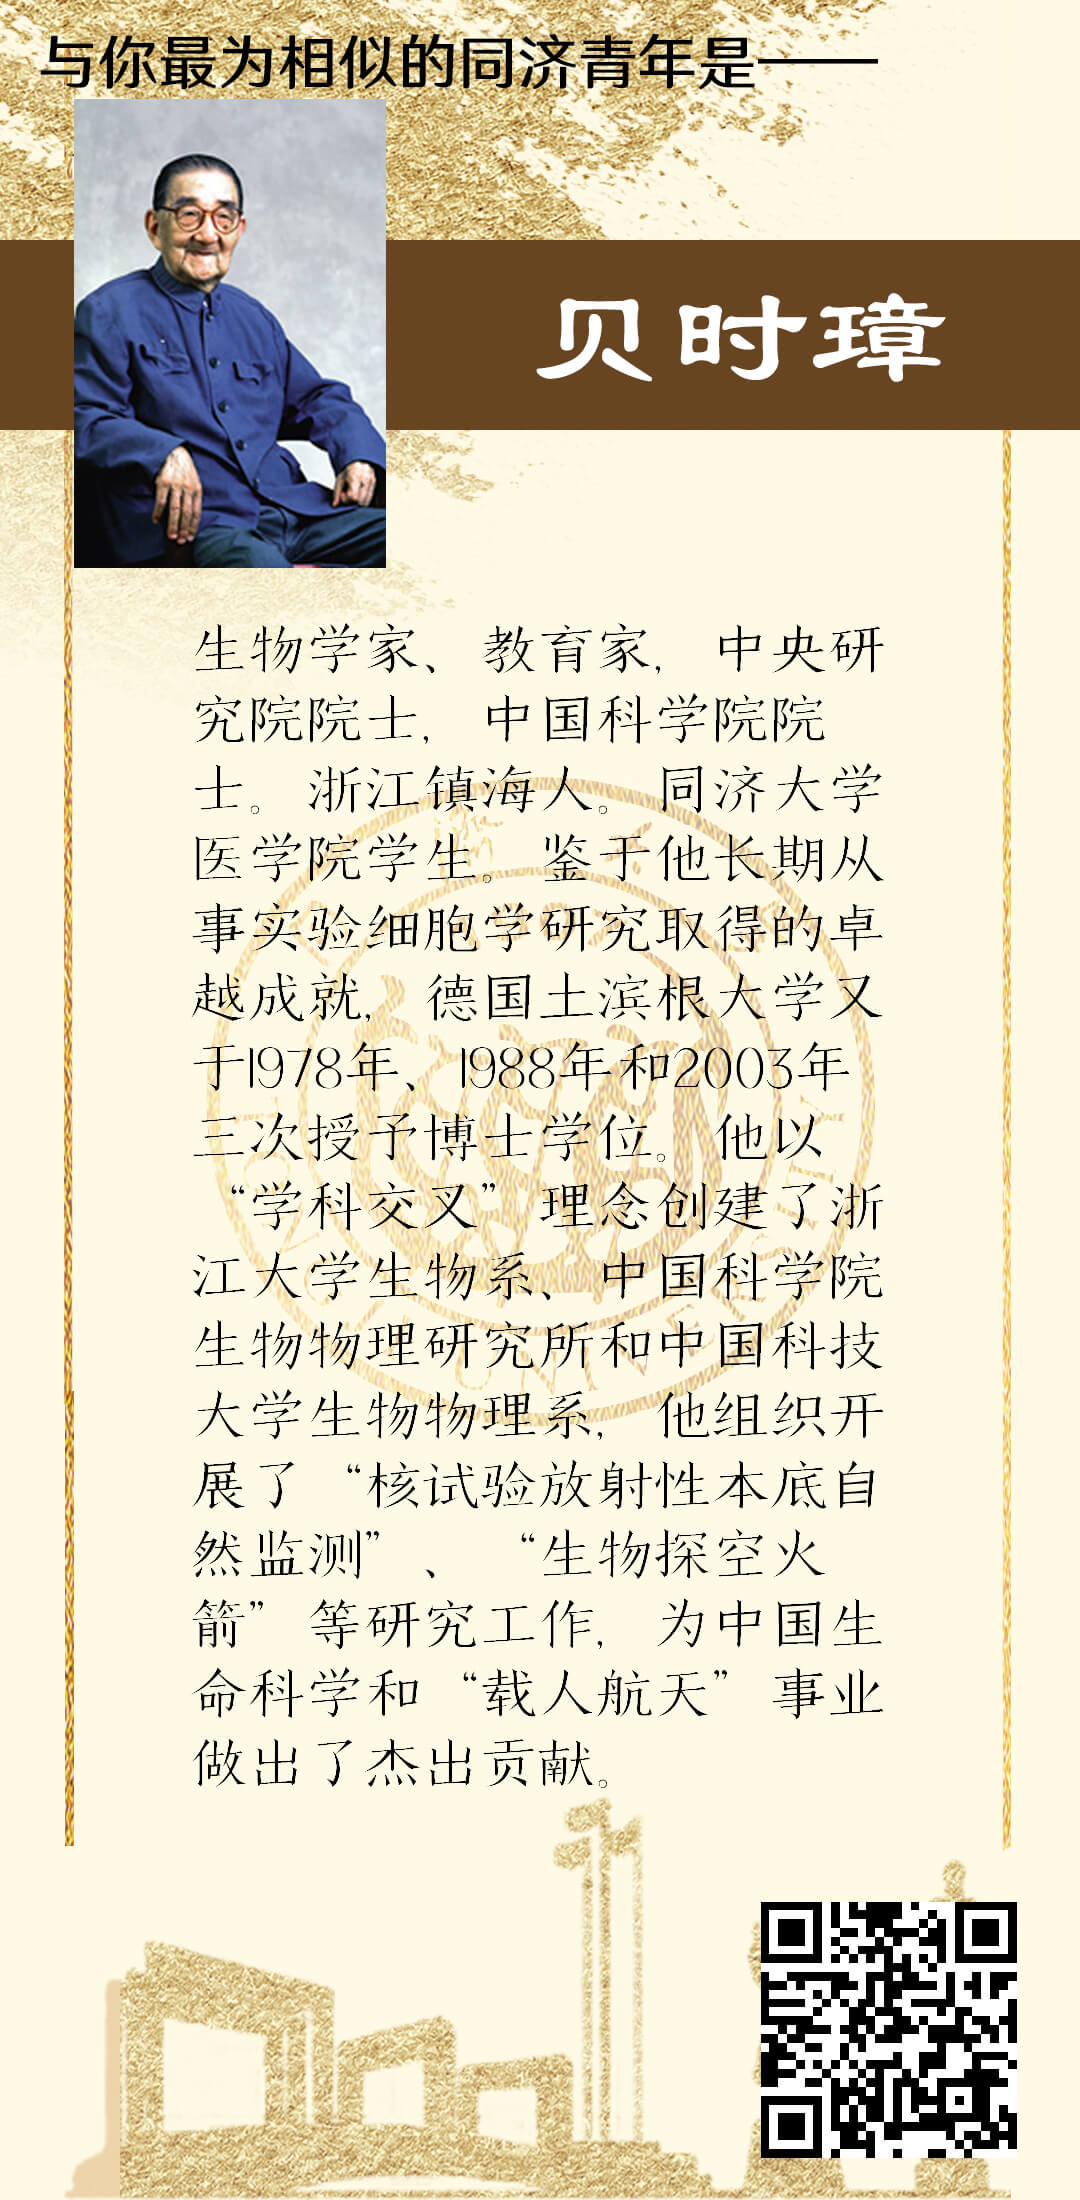 与你最为相似的同济青年是——
贝时璋
生物学家、教育家，中央研
究院院士，中国科学院院
士。浙江镇海人。同济大学
医学院学生。鉴于他长期从
事实验细胞学研究取得的卓
越成就，德国土滨根大学又
于1978年、1988年和2003年
三次授予博士学位。他以
“学科交叉”理念创建了浙
江大学生物系、中国科学院
生物物理研究所和中国科技
大学生物物理系，他组织开
展了“核试验放射性本底自
然监测”、“生物探空火
箭”等研究工作，为中国生
命科学和“载人航天”事业
做出了杰出贡献。